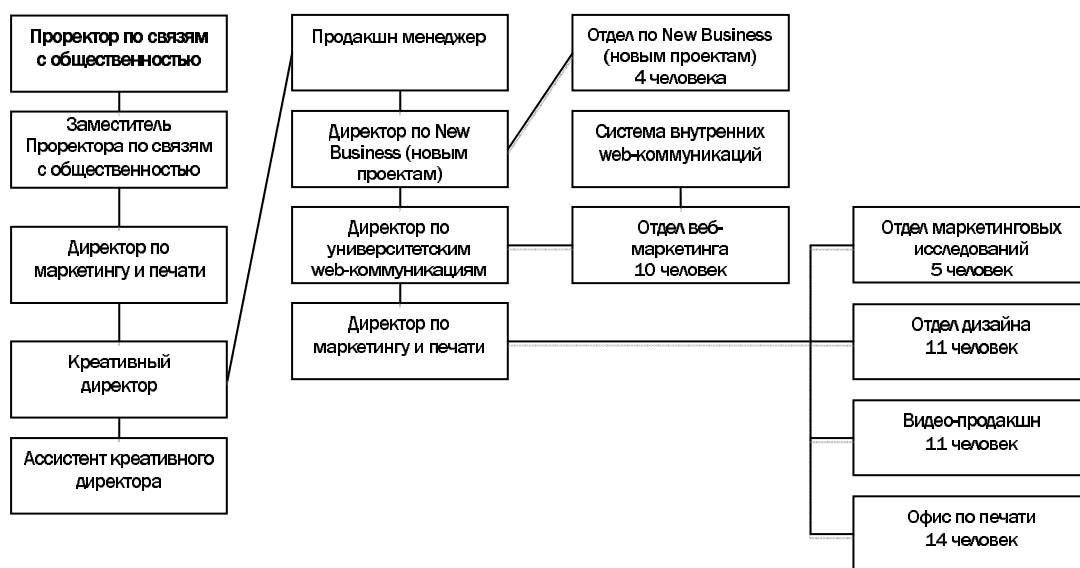 Проректор по связям
с общественностью
Заместитель
Проректора по связям
с общественностью
Директор по
маркетингу и печати
Креативный
директор
Ассистент креативного
директора
Продакшн менеджер
Директор по New
Business (новым
проектам)
Директор по
университетским
web-коммуникациям
Директор по
маркетингу и печати
Отдел по New Business
(новым проектам)
4 человека
Система внутренних
web-коммуникаций
Отдел веб-
маркетинга
10 человек
Отдел маркетинговых
исследований
5 человек
Отдел дизайна
11 человек
Видео-продакшн
11 человек
Офис по печати
14 человек